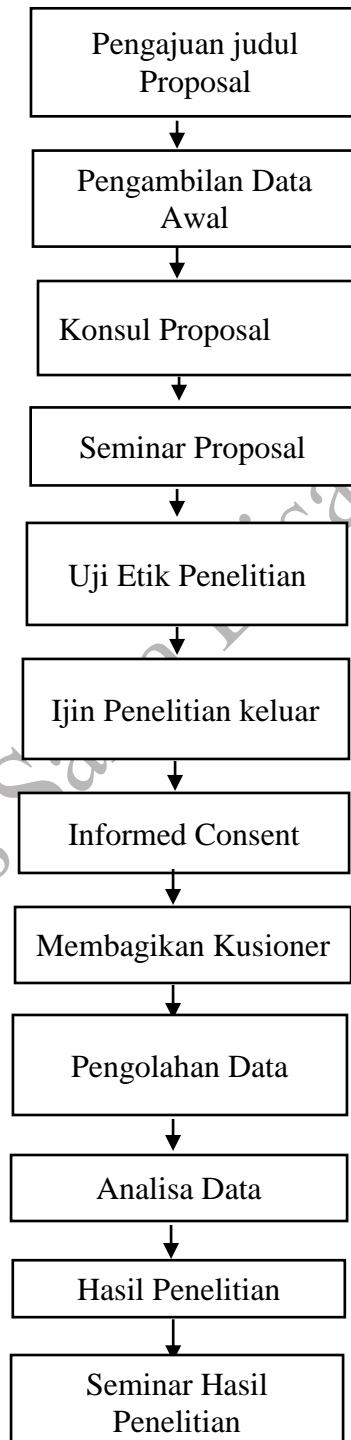 Pengajuan judul
Proposal
Pengambilan Data
Awal
Konsul Proposal
Seminar Proposal
Uji Etik Penelitian
Ijin Penelitian keluar
Informed Consent
Membagikan Kusioner
Pengolahan Data
Analisa Data
Hasil Penelitian
Seminar Hasil
Penelitian